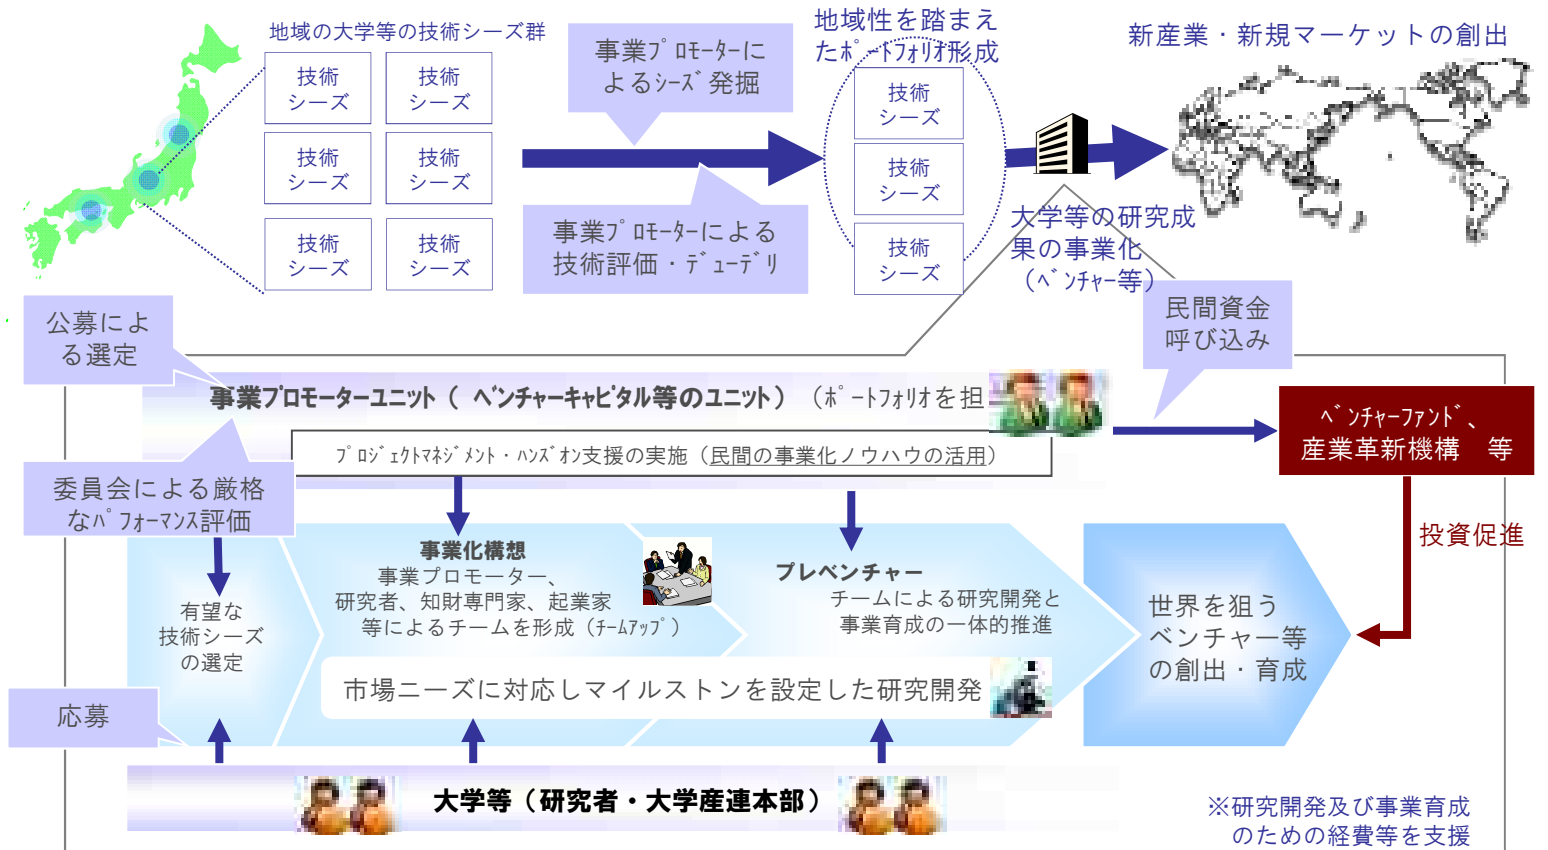 地域の大学等の技術シーズ群
技術
シーズ
技術
シーズ
技術
シーズ
技術
シーズ
技術
シーズ
技術
シーズ
事業ﾌﾟﾛﾓｰﾀｰに
よるｼｰｽﾞ発掘
事業ﾌﾟﾛﾓｰﾀｰによる
技術評価・ﾃﾞｭｰﾃﾞﾘ
地域性を踏まえ
たﾎﾟｰﾄﾌｫﾘｵ形成
技術
シーズ
技術
シーズ
技術
シーズ
新産業・新規マーケットの創出
大学等の研究成
果の事業化
（ﾍﾞﾝﾁｬｰ等）
公募によ
る選定
民間資金
呼び込み
事業プロモーターユニット（ ベンチャーキャピタル等のユニット）（ﾎﾟｰﾄﾌｫﾘｵを担
ﾌﾟﾛｼﾞｪｸﾄﾏﾈｼﾞﾒﾝﾄ・ﾊﾝｽﾞｵﾝ支援の実施（民間の事業化ノウハウの活用）
ﾍﾞﾝﾁｬｰﾌｧﾝﾄﾞ、
産業革新機構　等
委員会による厳格
なﾊﾟﾌｫｰﾏﾝｽ評価
投資促進
有望な
技術シーズ
の選定
事業化構想
事業プロモーター、
研究者、知財専門家、起業家
等によるチームを形成（ﾁｰﾑｱｯﾌﾟ）
プレベンチャー
チームによる研究開発と
事業育成の一体的推進
世界を狙う
ベンチャー等
の創出・育成
市場ニーズに対応しマイルストンを設定した研究開発
応募
大学等（研究者・大学産連本部）
※研究開発及び事業育成
のための経費等を支援